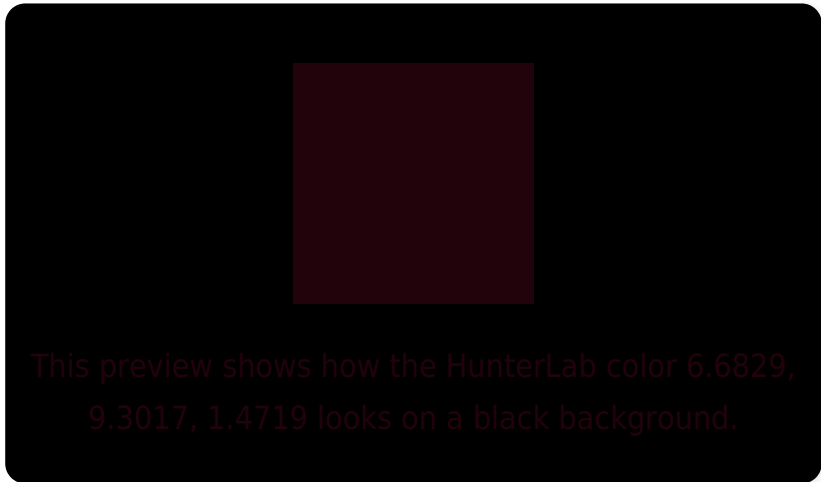 This preview shows how the HunterLab color 6.6829,
9.3017, 1.4719 looks on a black background.